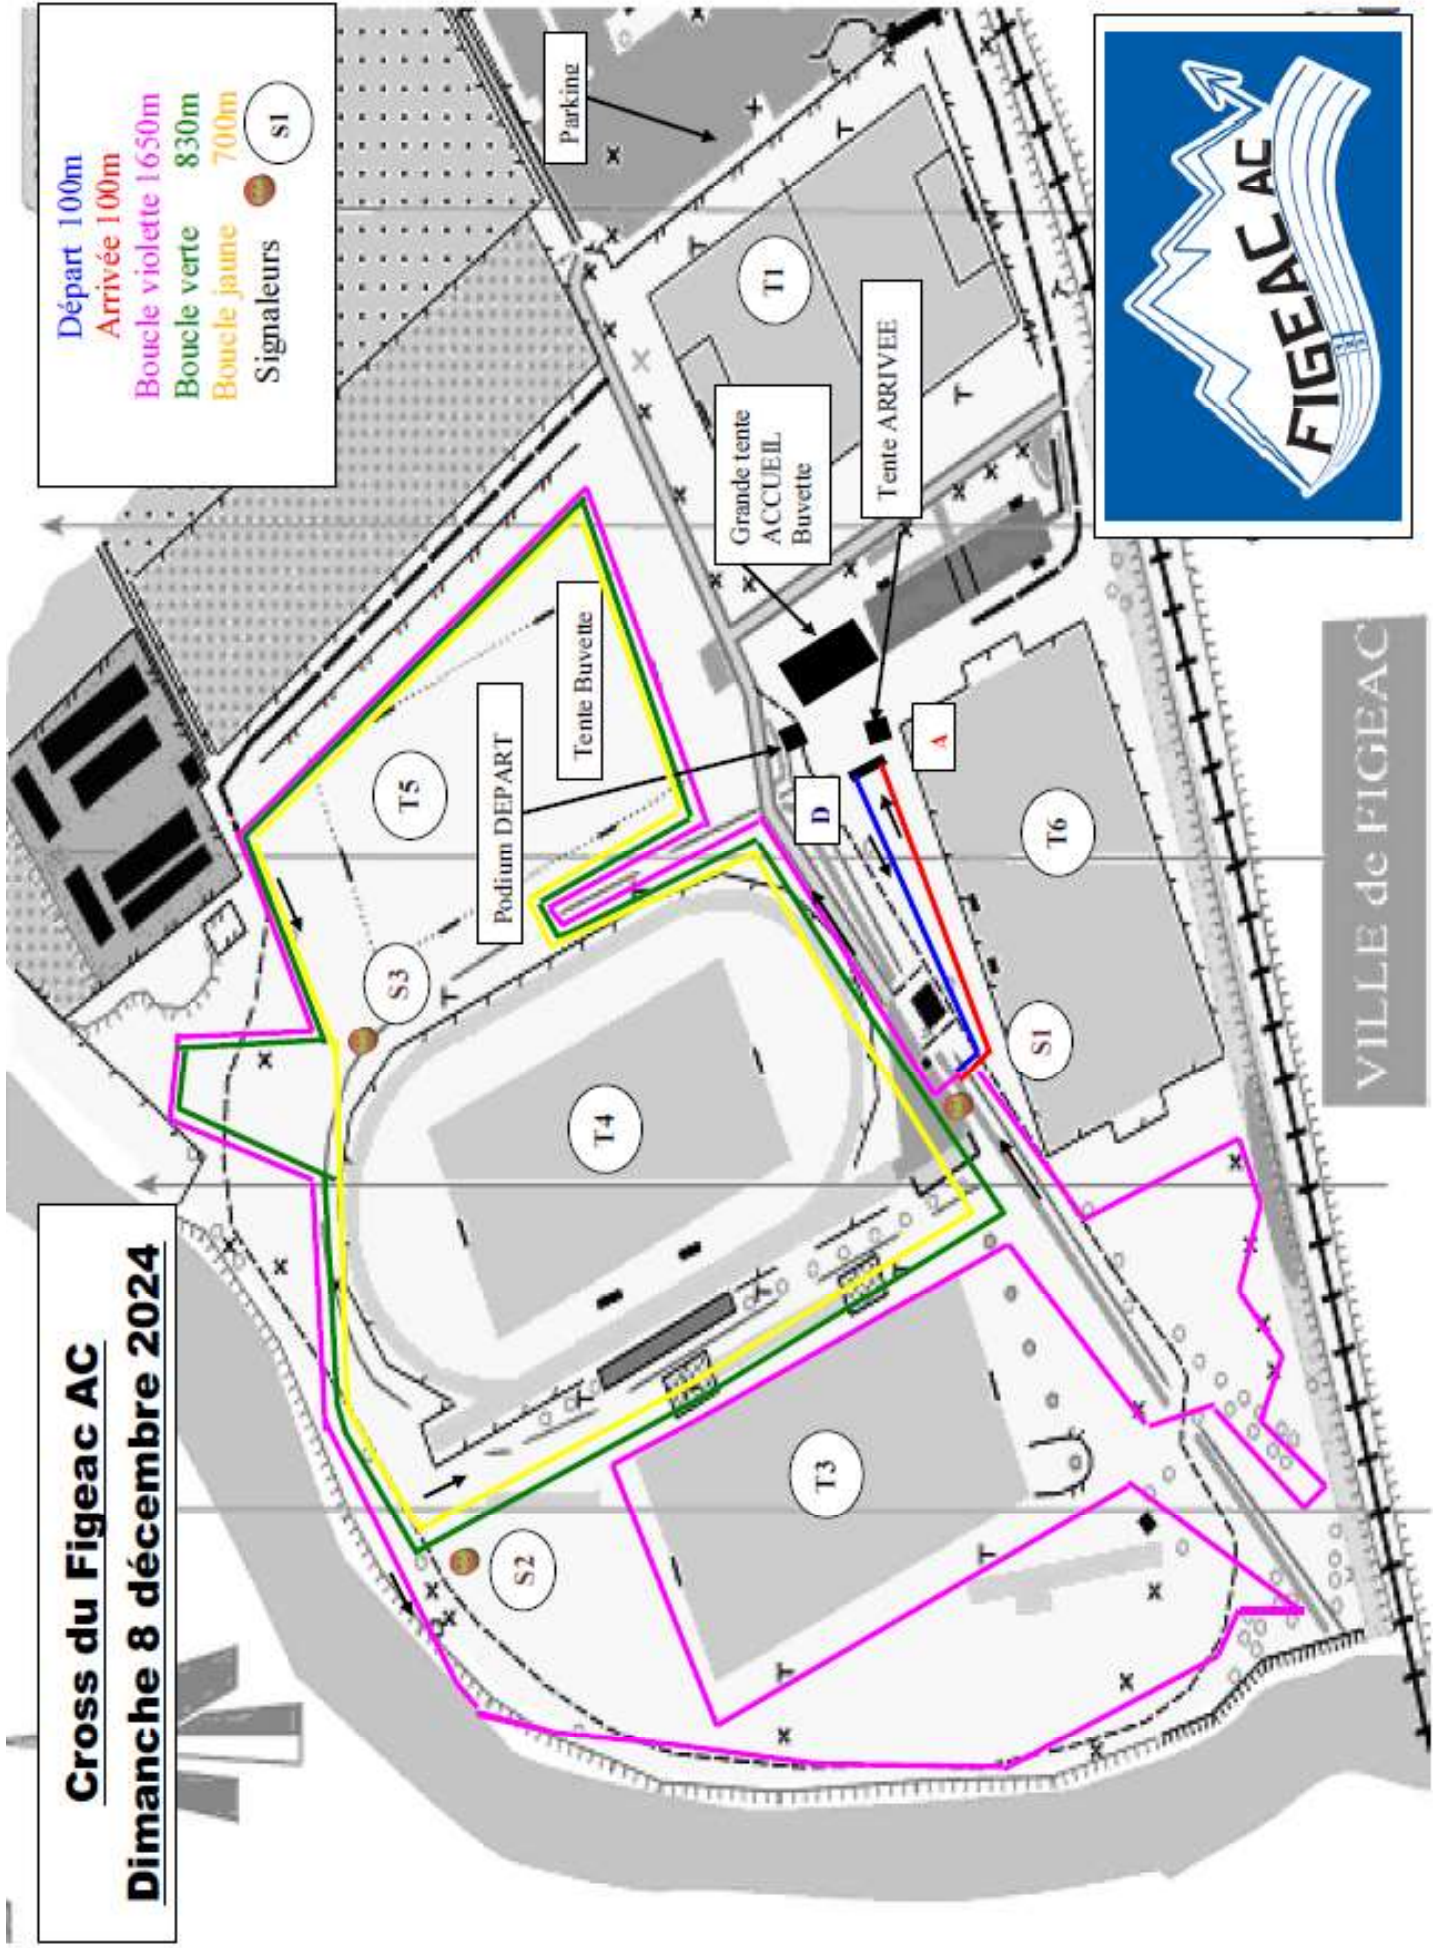 Cross du Figeac AC
Dimanche 8 décembre 2024
Départ 100m
Arrivée 100m
Boucle violette 1650m
Boucle verte 830m
Boucle jaune 700m
Signaleurs s1
Parking
T1
Grande tente
ACCUEIL
Buvette
Tente ARRIVEE
Tente Buvette
Podium DEPART
T5
S3
T4
D
A
T6
S1
S2
T3
FIGEAC AC
VILLE de FIGEAC